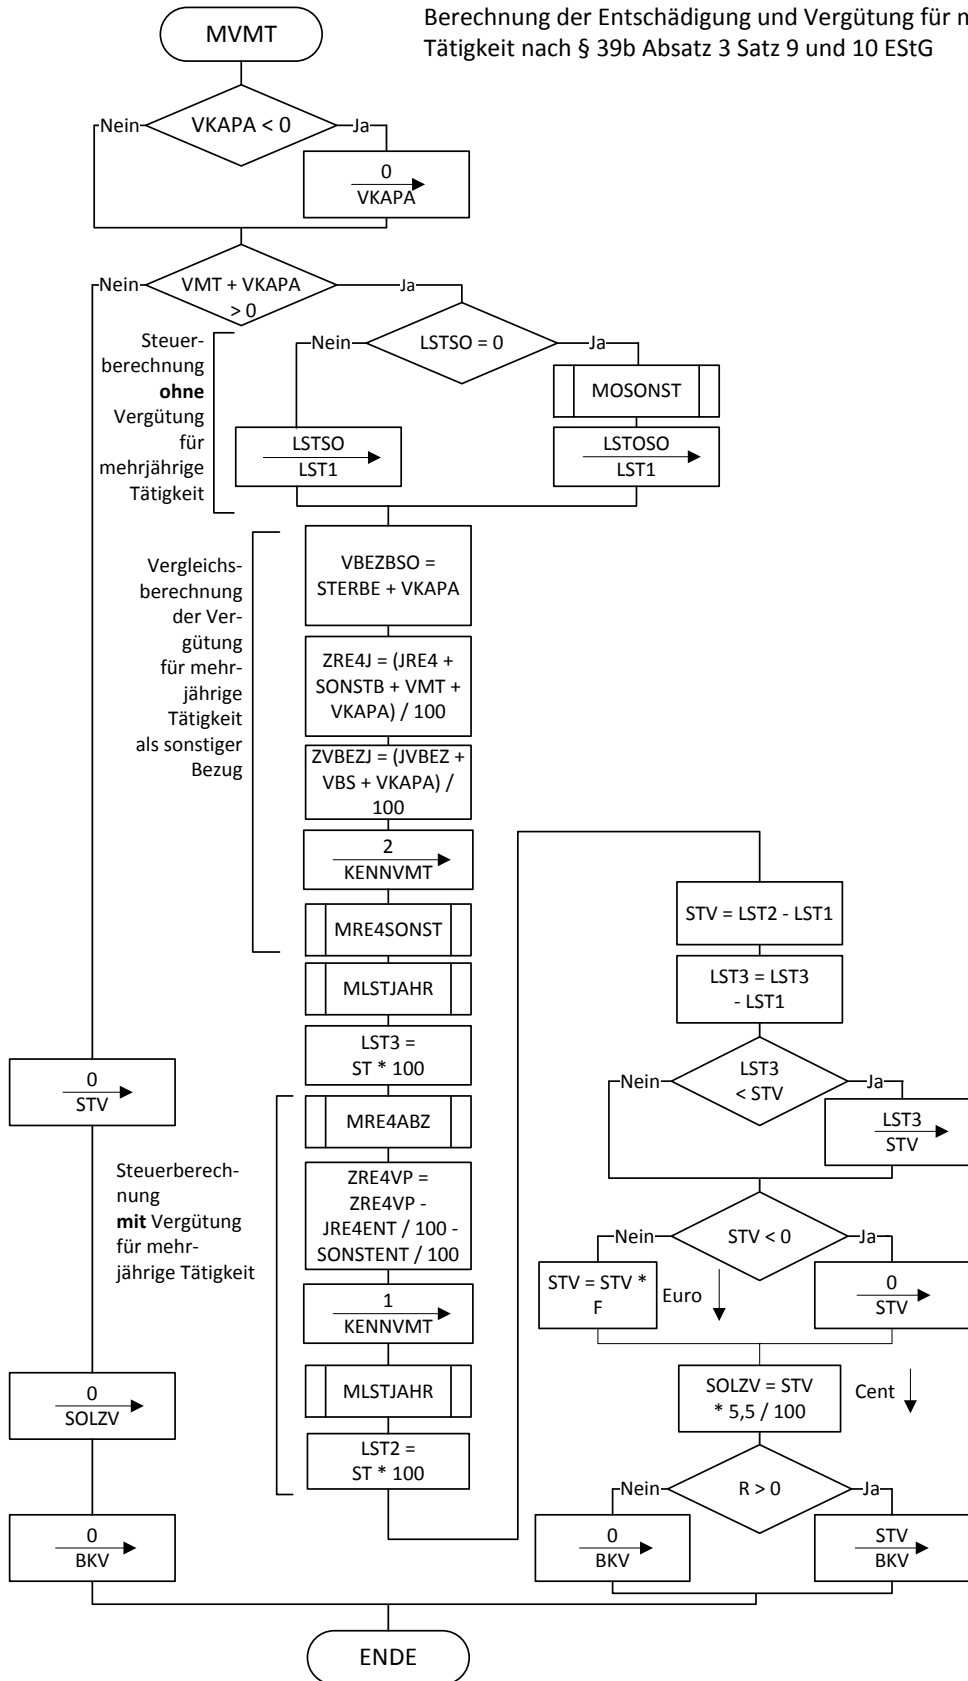 Berechnung der Entschädigung und Vergütung für
Tätigkeit nach § 39b Absatz 3 Satz 9 und 10 EStG
MVMT
Nein
VKAPA < 0
Ja
0
VKAPA
Nein
VMT + VKAPA
> 0
Ja
Steuer-
berechnung
ohne
Vergütung
für
mehrjährige
Tätigkeit
Nein
LSTSO = 0
Ja
MOSONST
LSTSO
LST1
LSTOSO
LST1
Vergleichs-
berechnung
der Ver-
gütung
für mehr-
jährige
Tätigkeit
als sonstiger
Bezug
VBEZBSO =
STERBE + VKAPA
ZRE4J = (JRE4 +
SONSTB + VMT +
VKAPA) / 100
ZVBEZJ = (JVBEZ +
VBS + VKAPA) /
100
2
KENNVMT
MRE4SONST
MLSTJAHR
LST3 =
ST * 100
0
STV
Steuerberech-
nung
mit Vergütung
für mehr-
jährige Tätigkeit
MRE4ABZ
ZRE4VP =
ZRE4VP -
JRE4ENT / 100 -
SONSTENT / 100
1
KENNVMT
MLSTJAHR
LST2 =
ST * 100
0
SOLZV
0
BKV
STV = LST2 - LST1
LST3 = LST3
- LST1
Nein
LST3
< STV
Ja
LST3
STV
Nein
STV < 0
Ja
STV = STV *
F
Euro
0
STV
SOLZV = STV
* 5,5 / 100
Cent
Nein
R > 0
Ja
0
BKV
STV
BKV
ENDE